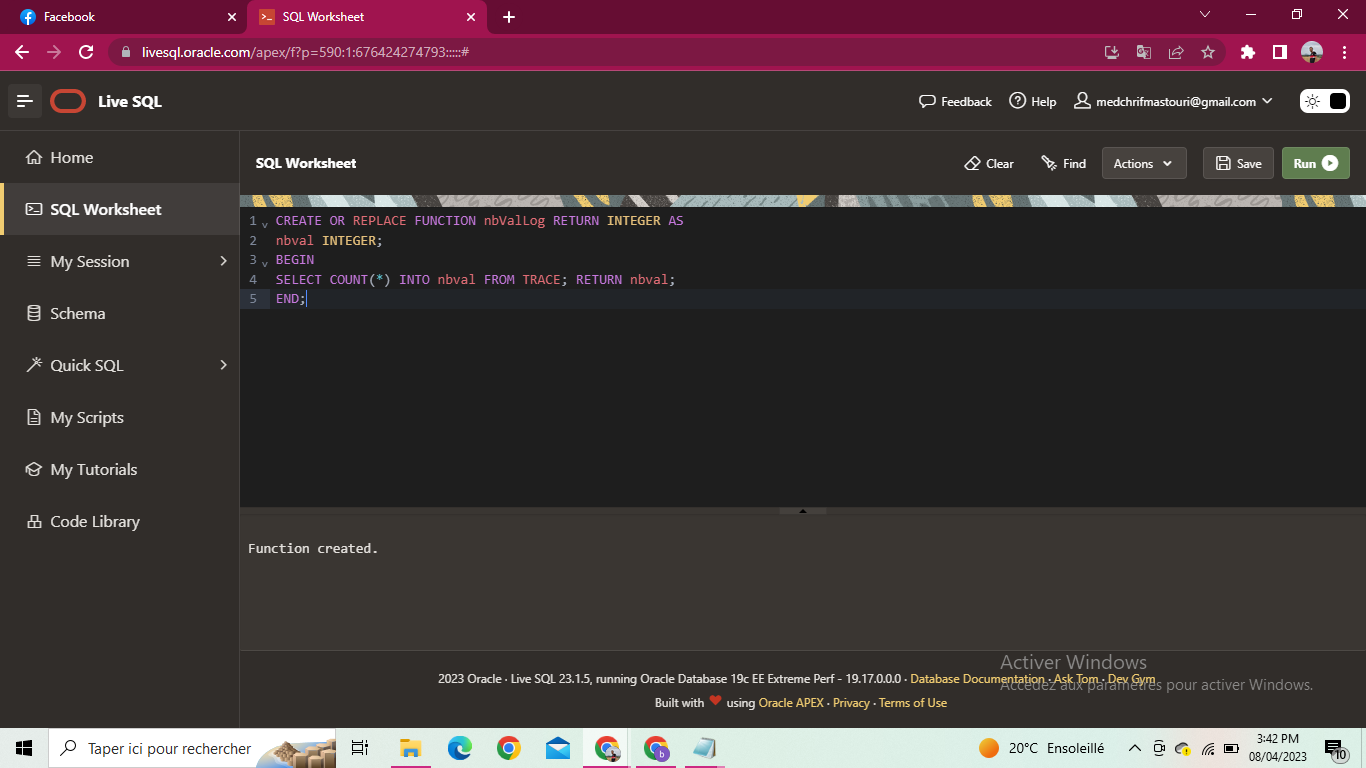 Facebook
SQL Worksheet
livesql.oracle.com/apex/f?p=590:1:676424274793:::::#
Live SQL
Feedback
Help
medchrifmastouri@gmail.com
Home
SQL Worksheet
My Session
Schema
Quick SQL
My Scripts
My Tutorials
Code Library
SQL Worksheet
Clear
Find
Actions
Save
Run
1 CREATE OR REPLACE FUNCTION nbValLog RETURN INTEGER AS
2 nbval INTEGER;
3 BEGIN
4 SELECT COUNT(*) INTO nbval FROM TRACE; RETURN nbval;
5 END;
Function created.
2023 Oracle · Live SQL 23.1.5, running Oracle Database 19c EE Extreme Perf - 19.17.0.0.0 · Database Documentation · Ask Tom · Dev Gym
Built with ❤ using Oracle APEX · Privacy · Terms of Use
Activer Windows
Accédez aux paramètres pour activer Windows.
Taper ici pour rechercher
b
20°C Ensoleillé
3:42 PM
08/04/2023
10